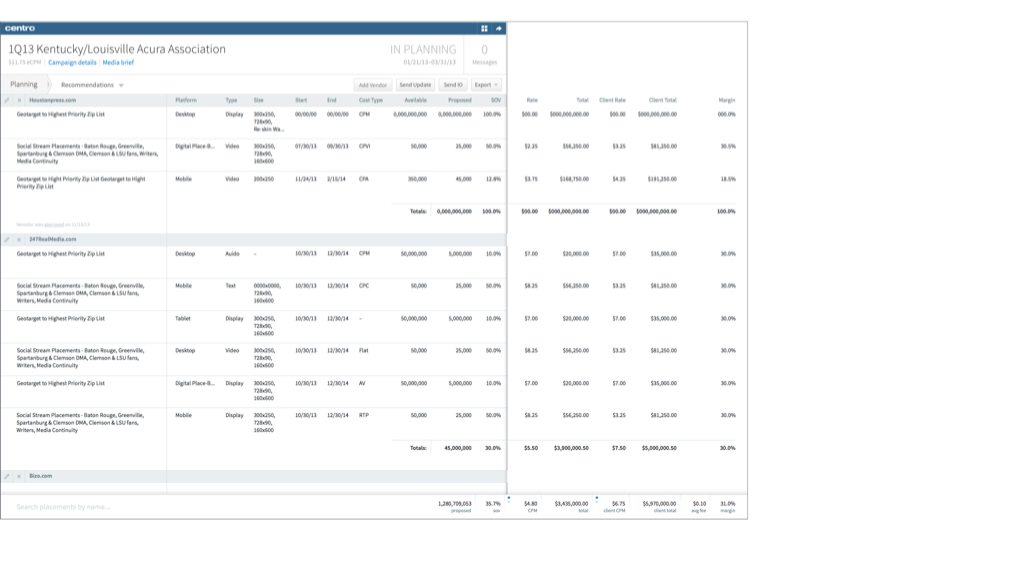 centro
1Q13 Kentucky/Louisville Acura Association
IN PLANNING
0
$11.75 eCPM | Campaign details | Media brief
01/21/13-03/31/13
Messages
Planning
Recommendations
Add Vendor
Send Update
Send IO
Export
Houstonpress.com Platform Type Size Start End Cost Type Available Proposed SOV Rate Total Client Rate Client Total Margin
Geotarget to Highest Priority Zip List Desktop Display 300x250, 00/00/00 00/00/00 CPM 0,000,000,000 0,000,000,000 100.0% $00.00 $000,000,000.00 $00.00 $000,000,000.00 000.0%
728x90,
Re-skin Wa...
Social Stream Placements - Baton Rouge, Greenville, Digital Place-B... Video 300x250, 07/30/13 09/30/13 CPVI 50,000 25,000 50.0% $2.25 $56,250.00 $3.25 $81,250.00 30.5%
Spartanburg & Clemson DMA, Clemson & LSU fans, Writers, 728x90,
Media Continuity 160x600
Geotarget to Hight Priority Zip List Geotarget to Hight Mobile Video 300x250 11/24/13 2/15/14 CPA 350,000 45,000 12.8% $3.75 $168,750.00 $4.25 $191,250.00 18.5%
Priority Zip List
Totals: 0,000,000,000 100.0% $00.00 $000,000,000.00 $00.00 $000,000,000.00 100.0%
Vendor was approved on 11/13/13
247RealMedia.com
Geotarget to Highest Priority Zip List Desktop Auido - 10/30/13 12/30/14 CPM 50,000,000 5,000,000 10.0% $7.00 $20,000.00 $7.00 $35,000.00 30.0%
Social Stream Placements - Baton Rouge, Greenville, Mobile Text 0000x0000, 10/30/13 12/30/14 CPC 50,000 25,000 50.0% $8.25 $56,250.00 $3.25 $81,250.00 30.0%
Spartanburg & Clemson DMA, Clemson & LSU fans, 728x90,
Writers, Media Continuity 160x600
Geotarget to Highest Priority Zip List Tablet Display 300x250, 10/30/13 12/30/14 - 50,000,000 5,000,000 10.0% $7.00 $20,000.00 $7.00 $35,000.00 30.0%
728x90,
160x600
Social Stream Placements - Baton Rouge, Greenville, Desktop Video 300x250, 10/30/13 12/30/14 Flat 50,000 25,000 50.0% $8.25 $56,250.00 $3.25 $81,250.00 30.0%
Spartanburg & Clemson DMA, Clemson & LSU fans, 728x90,
Writers, Media Continuity 160x600
Geotarget to Highest Priority Zip List Digital Place-B... Display 300x250, 10/30/13 12/30/14 AV 50,000,000 5,000,000 10.0% $7.00 $20,000.00 $7.00 $35,000.00 30.0%
728x90,
160x600
Social Stream Placements - Baton Rouge, Greenville, Mobile Display 300x250, 10/30/13 12/30/14 RTP 50,000 25,000 50.0% $8.25 $56,250.00 $3.25 $81,250.00 30.0%
Spartanburg & Clemson DMA, Clemson & LSU fans, 728x90,
Writers, Media Continuity 160x600
Totals: 45,000,000 30.0% $5.50 $3,900,000.50 $7.50 $5,000,000.50 30.0%
Bizo.com
Search placements by name...
1,280,709,053 35.7% $4.80 $3,435,000.00 $6.75 $5,970,000.00 $0.10 31.0%
proposed sov CPM total client CPM client total avg fee margin